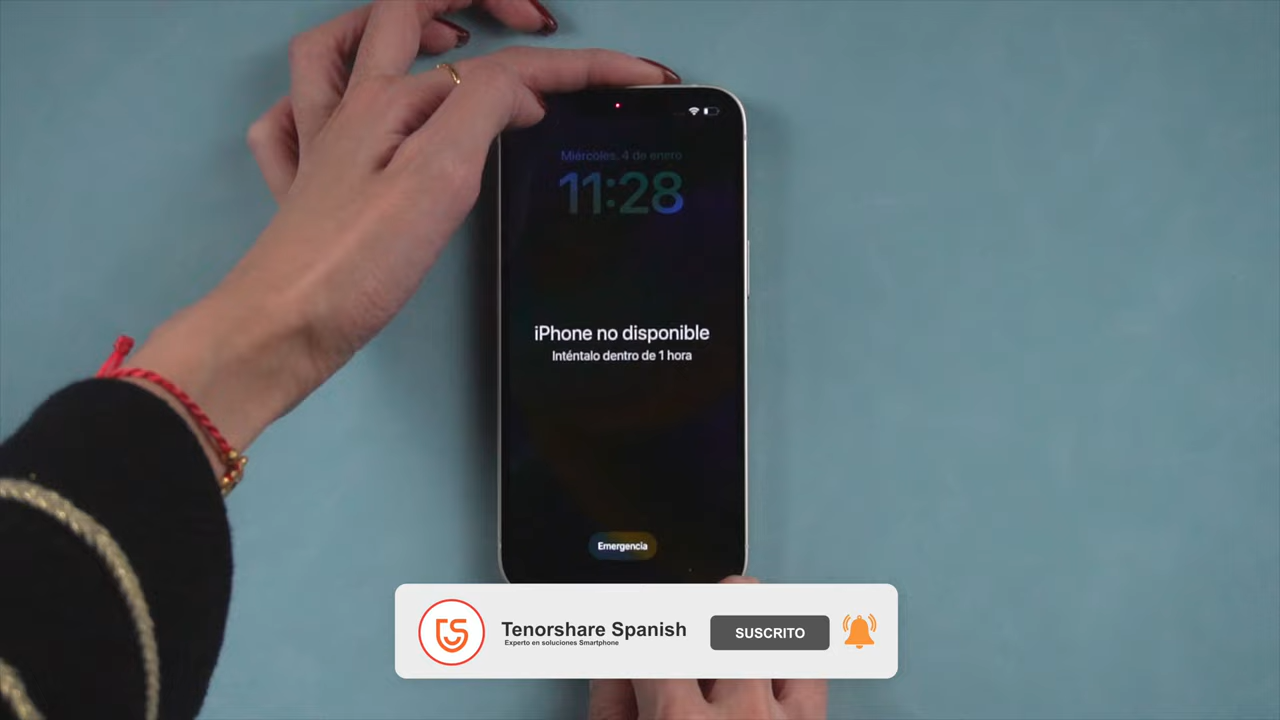 Miércoles, 4 de enero
11:28
iPhone no disponible
Inténtalo dentro de 1 hora
Emergencia
Tenorshare Spanish
Experto en soluciones Smartphone
SUSCRITO